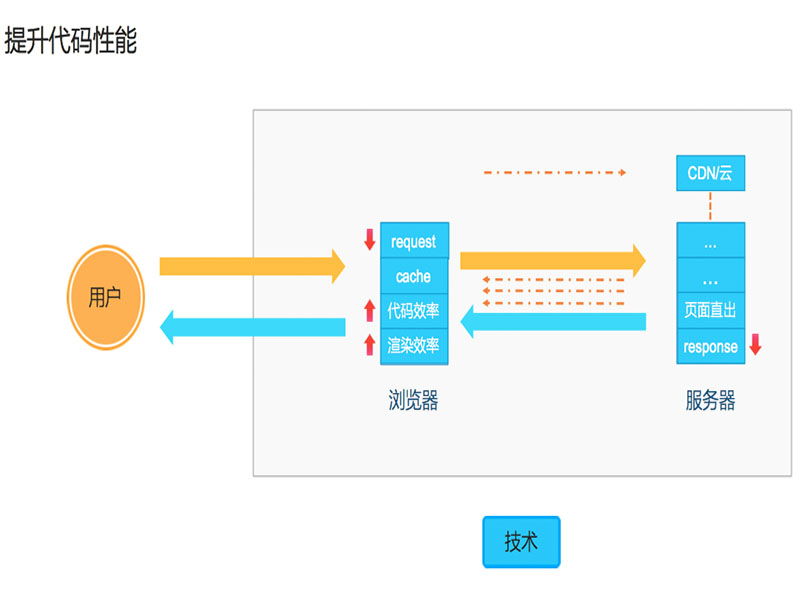 提升代码性能
CDN/云
request
cache
代码效率
渲染效率
用户
...
...
页面直出
response
浏览器
服务器
技术